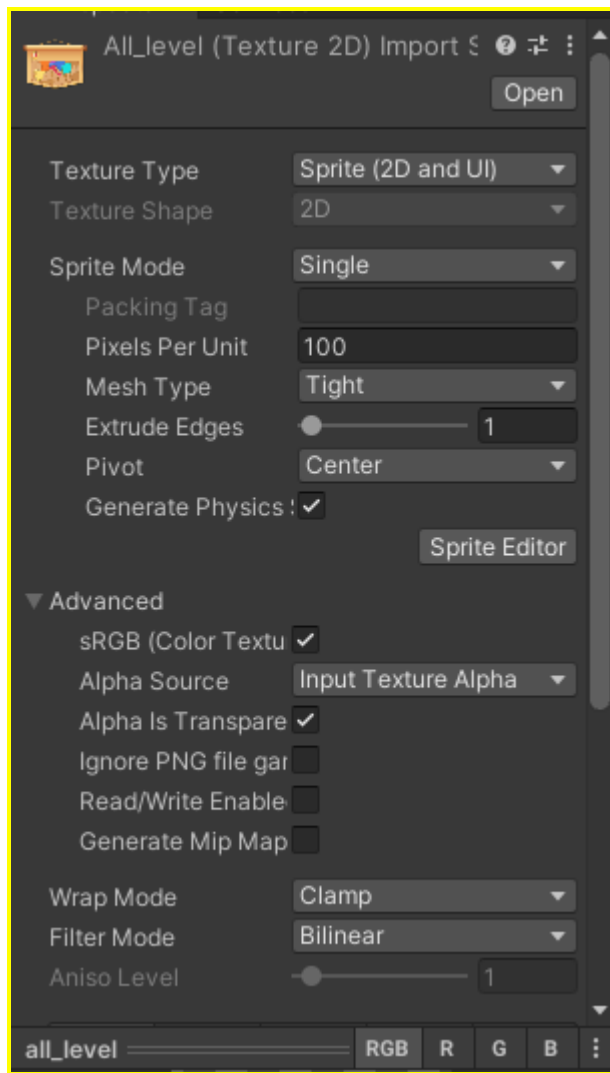 All_level (Texture 2D) Import S
Open
Texture Type Sprite (2D and UI)
Texture Shape 2D
Sprite Mode Single
Packing Tag
Pixels Per Unit 100
Mesh Type Tight
Extrude Edges 1
Pivot Center
Generate Physics S
Sprite Editor
Advanced
sRGB (Color Textu
Alpha Source Input Texture Alpha
Alpha Is Transpare
Ignore PNG file gar
Read/Write Enable
Generate Mip Map
Wrap Mode Clamp
Filter Mode Bilinear
Aniso Level 1
all_level RGB R G B